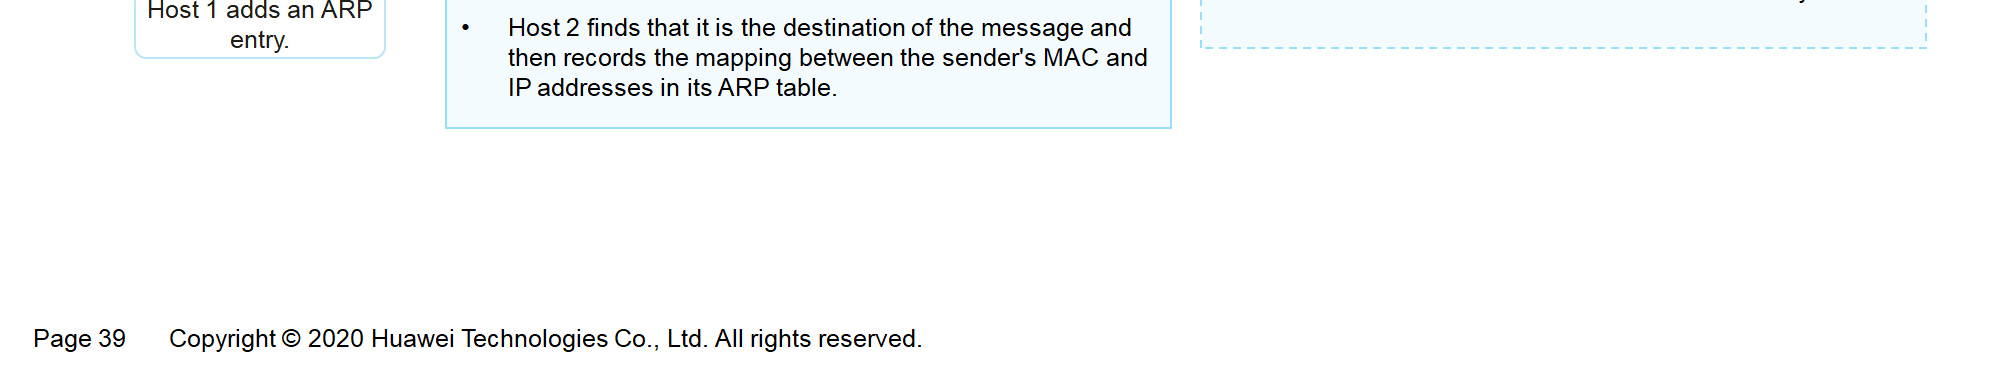 Host 1 adds an ARP
entry.
• Host 2 finds that it is the destination of the message and
then records the mapping between the sender's MAC and
IP addresses in its ARP table.
Page 39 Copyright © 2020 Huawei Technologies Co., Ltd. All rights reserved.